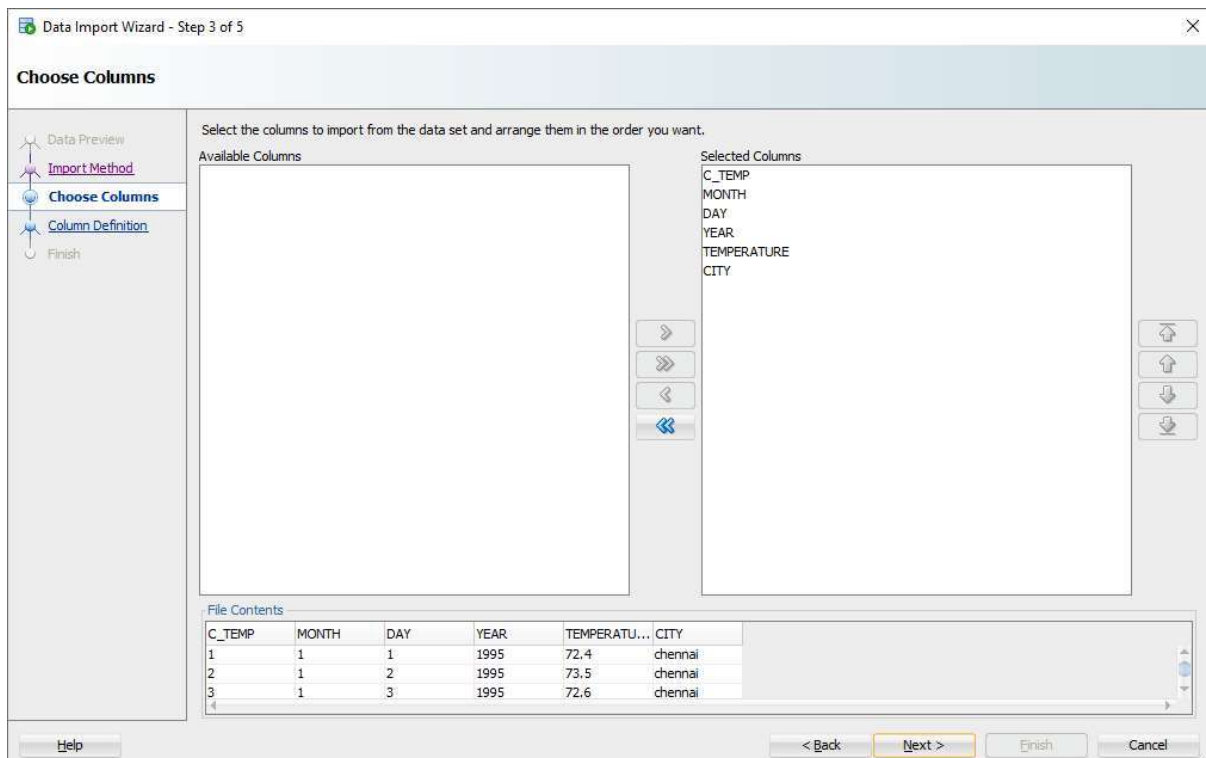 Data Import Wizard - Step 3 of 5
Choose Columns
Data Preview
Import Method
Choose Columns
Column Definition
Finish
Select the columns to import from the data set and arrange them in the order you want.
Available Columns
Selected Columns
C_TEMP
MONTH
DAY
YEAR
TEMPERATURE
CITY
File Contents
C_TEMP MONTH DAY YEAR TEMPERATU... CITY
1 1 1 1995 72.4 chennai
2 1 2 1995 73.5 chennai
3 1 3 1995 72.6 chennai
Help < Back Next > Finish Cancel